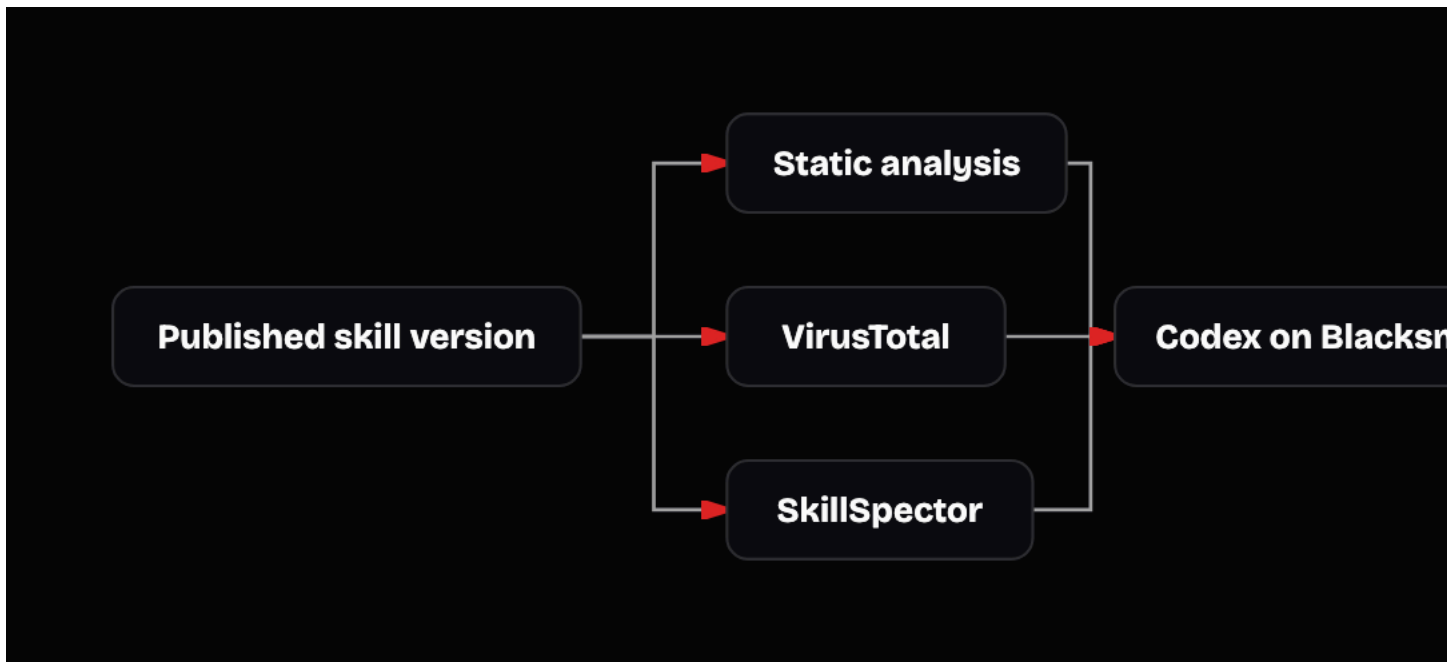 Static analysis
Published skill version
VirusTotal
Codex on
SkillSpector